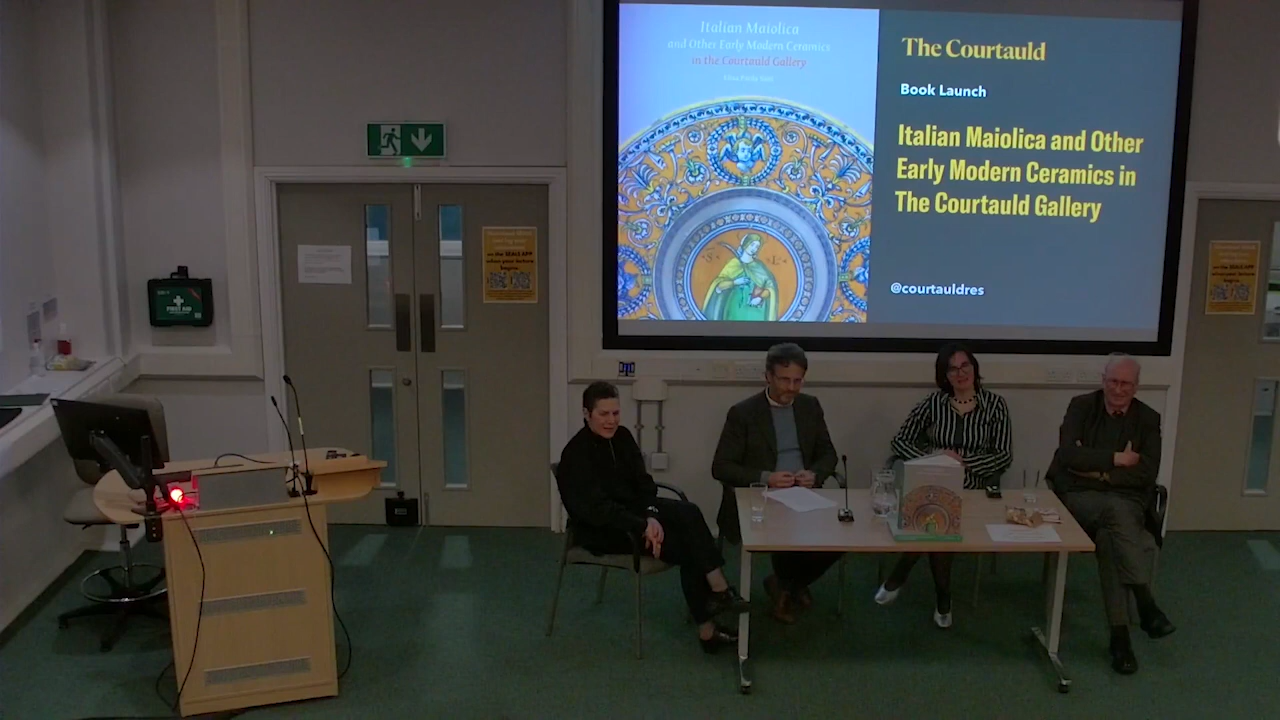 Italian Maiolica
and Other Early Modern Ceramics
in the Courtauld Gallery
The Courtauld
Book Launch
Italian Maiolica and Other
Early Modern Ceramics in
The Courtauld Gallery
@courtauldres
FIRST AID